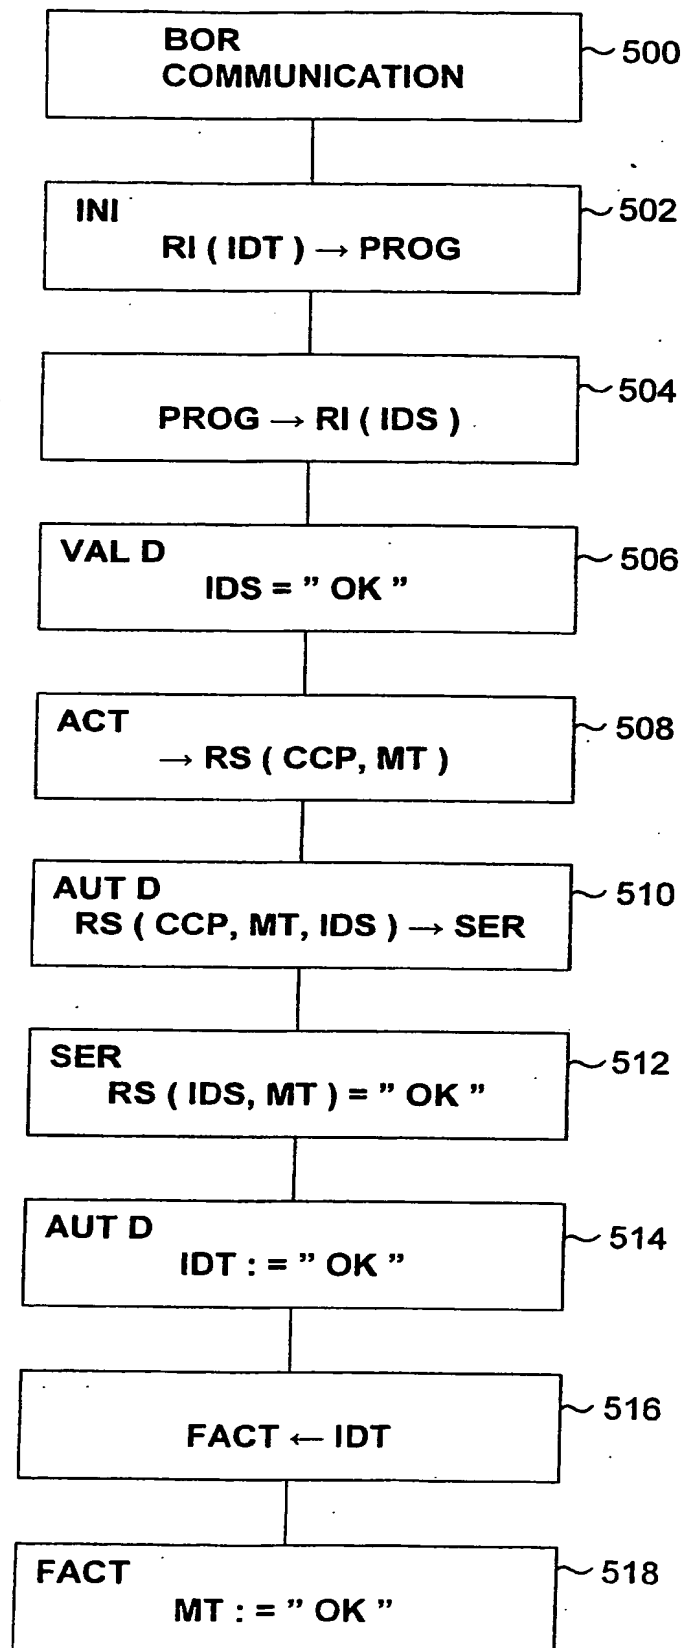 BOR
COMMUNICATION
500
INI
RI ( IDT ) → PROG
502
PROG → RI ( IDS )
504
VAL D
IDS = ” OK ”
506
ACT
→ RS ( CCP, MT )
508
AUT D
RS ( CCP, MT, IDS ) → SER
510
SER
RS ( IDS, MT ) = ” OK ”
512
AUT D
IDT : = ” OK ”
514
FACT ← IDT
516
FACT
MT : = ” OK ”
518